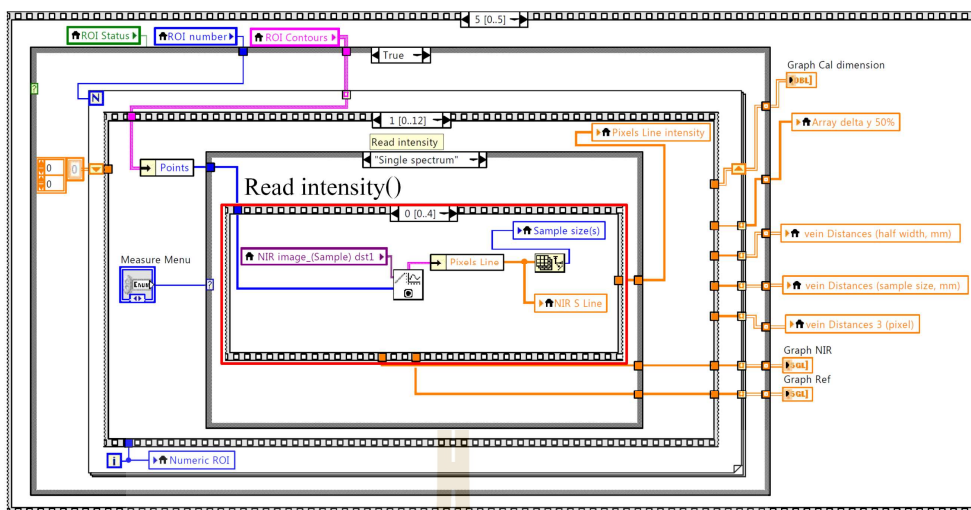 5 [0..5]
ROI Status
ROI number
ROI Contours
True
Graph Cal dimension
DBL]
N
1 [0..12]
Pixels Line intensity
Array delta y 50%
Read intensity
"Single spectrum"
0
0
0
Points
Read intensity()
0 [0..4]
Sample size(s)
vein Distances (half width, mm)
NIR image_(Sample) dst1
Pixels Line
Measure Menu
ENUM
NIR S Line
vein Distances (sample size, mm)
vein Distances 3 (pixel)
Graph NIR
SGL]
Graph Ref
SGL]
i
Numeric ROI